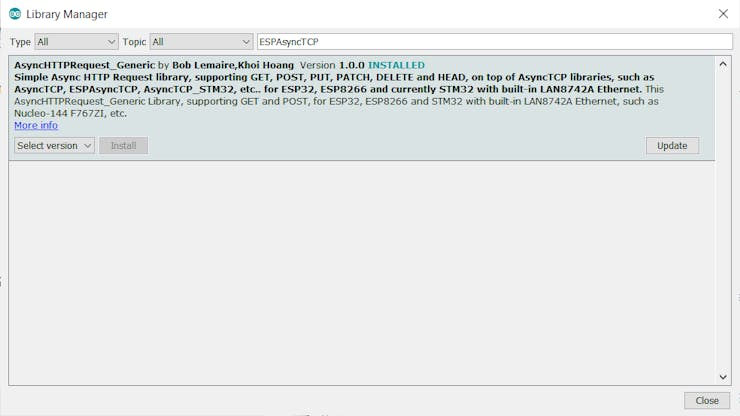 Library Manager
Type All Topic All ESPAsyncTCP
AsyncHTTPRequest_Generic by Bob Lemaire,Khoi Hoang Version 1.0.0 INSTALLED
Simple Async HTTP Request library, supporting GET, POST, PUT, PATCH, DELETE and HEAD, on top of AsyncTCP libraries, such as
AsyncTCP, ESPAsyncTCP, AsyncTCP_STM32, etc.. for ESP32, ESP8266 and currently STM32 with built-in LAN8742A Ethernet. This
AsyncHTTPRequest_Generic Library, supporting GET and POST, for ESP32, ESP8266 and STM32 with built-in LAN8742A Ethernet, such as
Nucleo-144 F767ZI, etc.
More info
Select version Install Update
Close